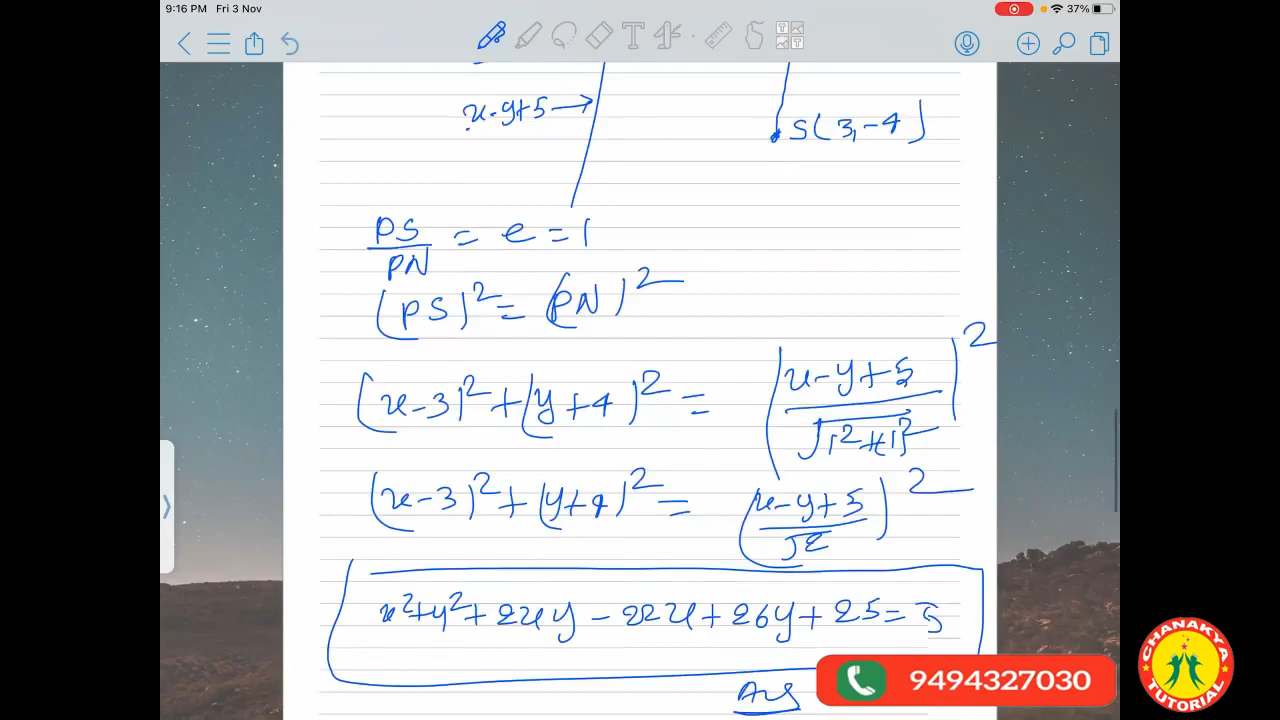 9:16 PM Fri 3 Nov
37%
x-y+5→
S(3,-4)
PS/PN = e = 1
(PS)² = (PN)²
(x-3)²+(y+4)² = |x-y+5/√1²+1²|²
(x-3)²+(y+4)² = (x-y+5/√2)²
x²+y²+2xy-22x+26y+25=5
Ans
9494327030
CHANAKYA
TUTORIAL